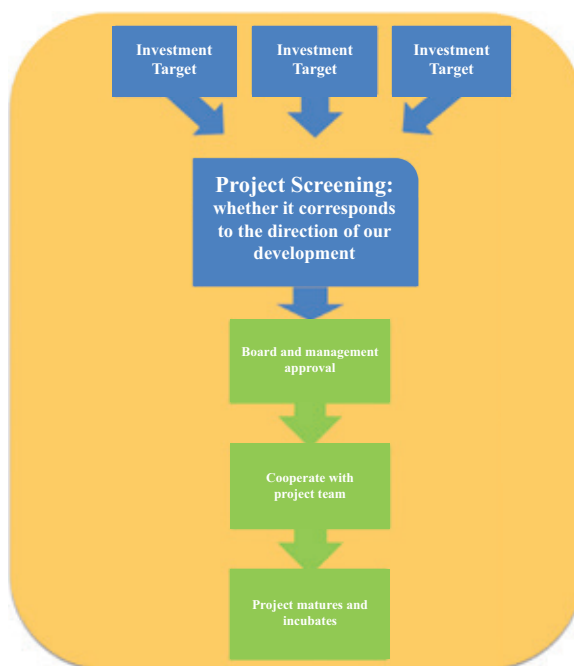 Investment
Target
Investment
Target
Investment
Target
Project Screening:
whether it corresponds
to the direction of our
development
Board and management
approval
Cooperate with
project team
Project matures and
incubates